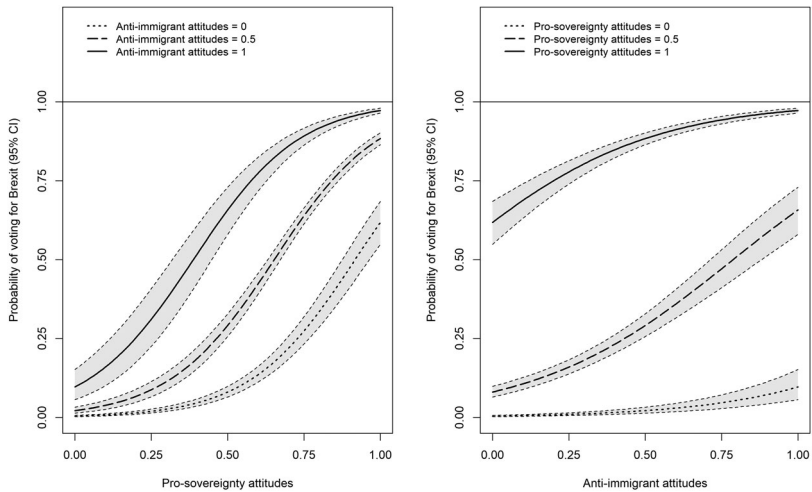 Anti-immigrant attitudes = 0
Anti-immigrant attitudes = 0.5
Anti-immigrant attitudes = 1
Probability of voting for Brexit (95% CI)
1.00
0.75
0.50
0.25
0.00
0.00 0.25 0.50 0.75 1.00
Pro-sovereignty attitudes
Pro-sovereignty attitudes = 0
Pro-sovereignty attitudes = 0.5
Pro-sovereignty attitudes = 1
Probability of voting for Brexit (95% CI)
1.00
0.75
0.50
0.25
0.00
0.00 0.25 0.50 0.75 1.00
Anti-immigrant attitudes